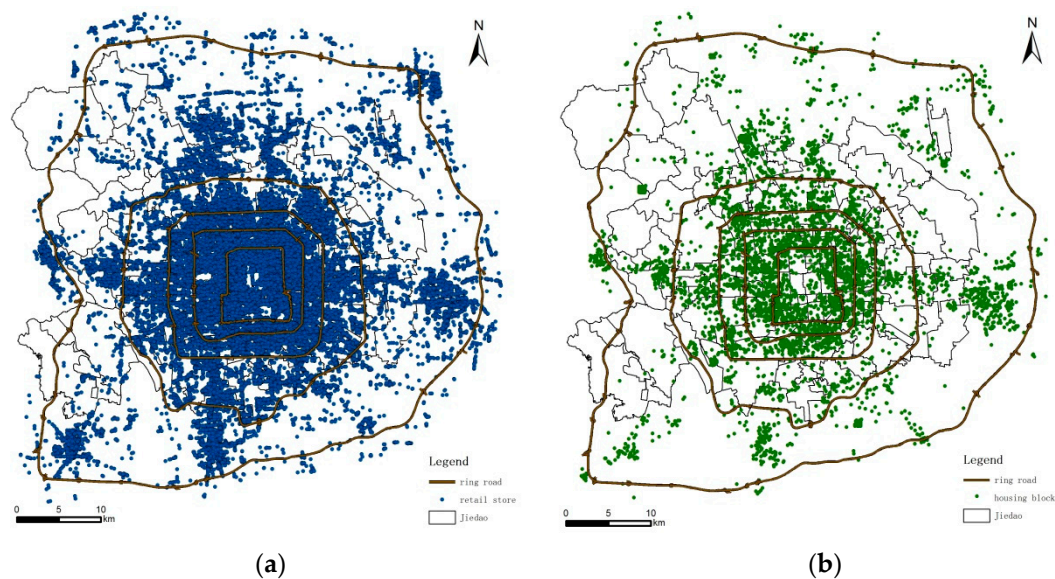 N
Legend
ring road
retail store
Jiedao
0 5 10
km
(a)
N
Legend
ring road
housing block
Jiedao
0 5 10
km
(b)